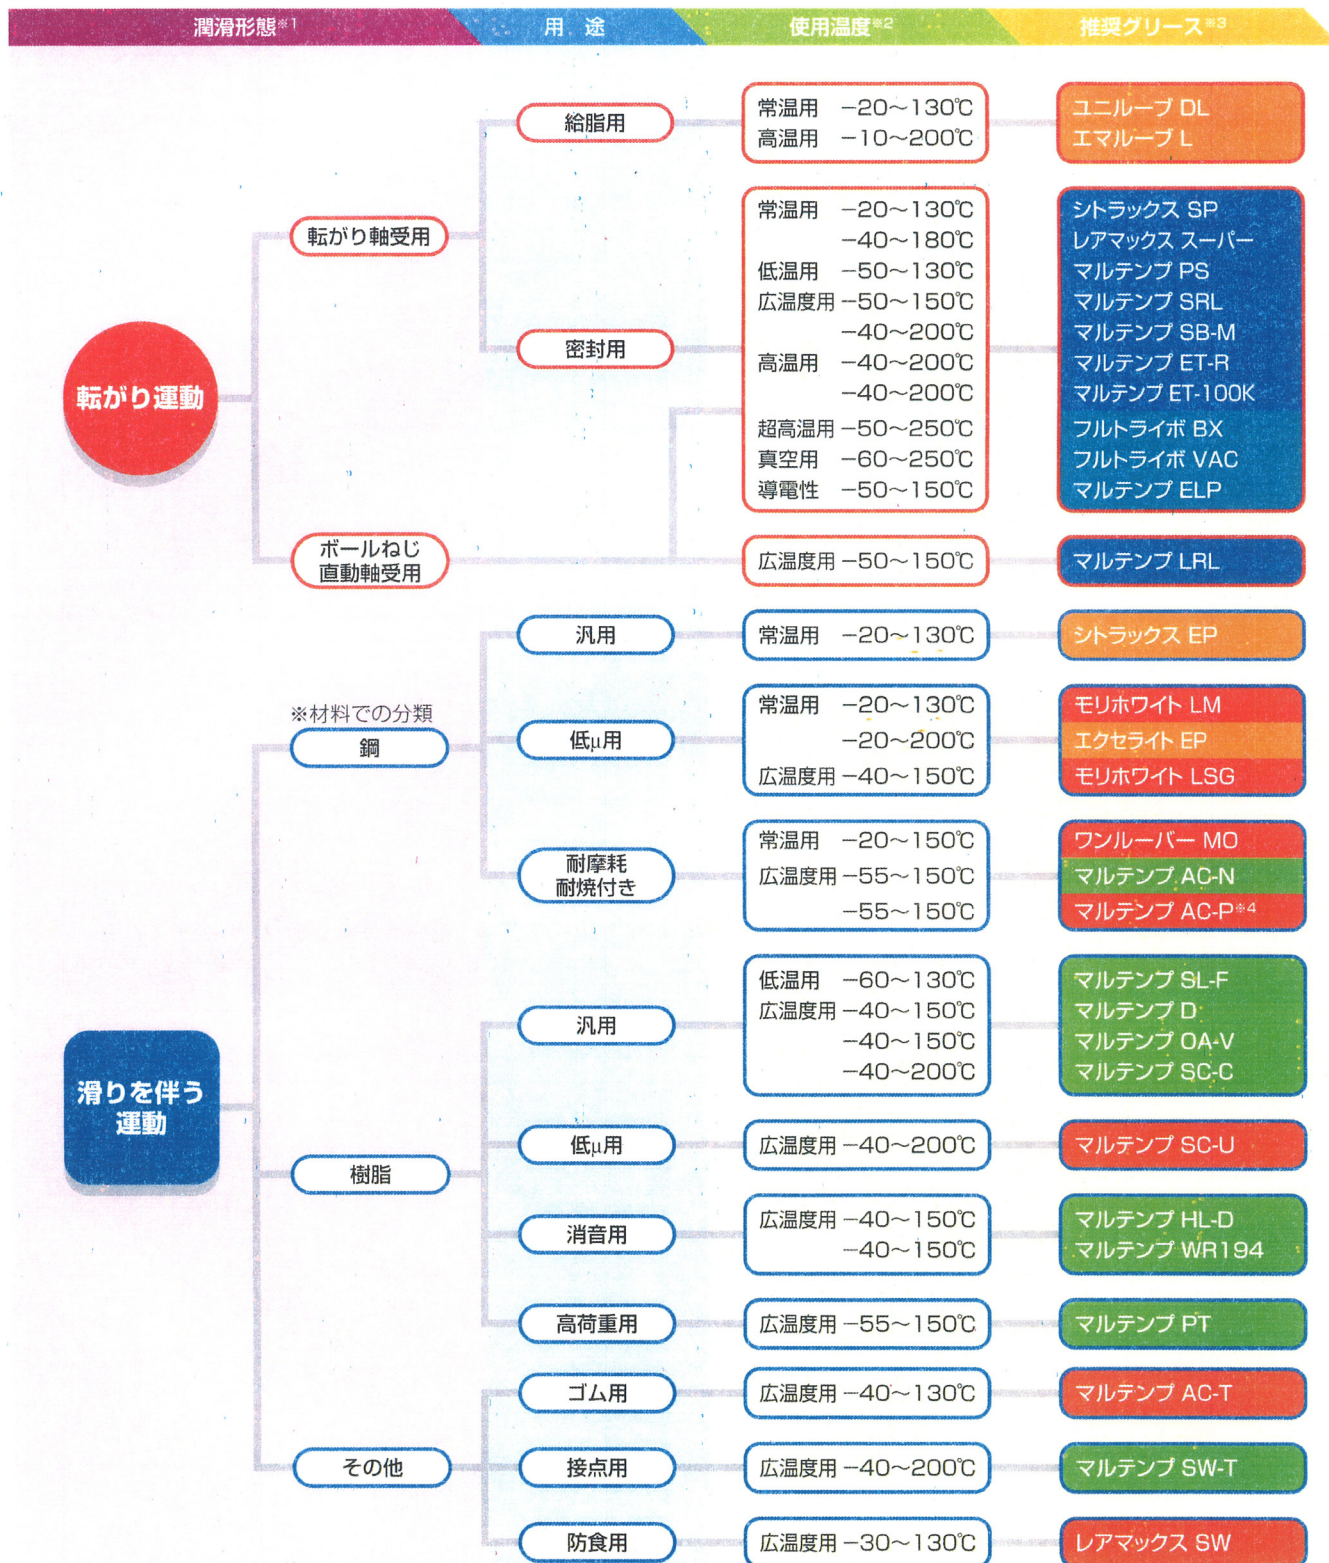 潤滑形態※1
用 途
使用温度※2
推奨グリース※3
転がり運動
転がり軸受用
給脂用
常温用 −20〜130℃
高温用 −10〜200℃
ユニルーブ DL
エマルーブ L
密封用
常温用 −20〜130℃
−40〜180℃
低温用 −50〜130℃
広温度用 −50〜150℃
−40〜200℃
高温用 −40〜200℃
−40〜200℃
超高温用 −50〜250℃
真空用 −60〜250℃
導電性 −50〜150℃
シトラックス SP
レアマックス スーパー
マルテンプ PS
マルテンプ SRL
マルテンプ SB-M
マルテンプ ET-R
マルテンプ ET-100K
フルトライボ BX
フルトライボ VAC
マルテンプ ELP
ボールねじ
直動軸受用
広温度用 −50〜150℃
マルテンプ LRL
滑りを伴う
運動
※材料での分類
鋼
汎用
常温用 −20〜130℃
シトラックス EP
低μ用
常温用 −20〜130℃
−20〜200℃
広温度用 −40〜150℃
モリホワイト LM
エクセライト EP
モリホワイト LSG
耐摩耗
耐焼付き
常温用 −20〜150℃
広温度用 −55〜150℃
−55〜150℃
ワンルーバー MO
マルテンプ AC-N
マルテンプ AC-P※4
樹脂
汎用
低温用 −60〜130℃
広温度用 −40〜150℃
−40〜150℃
−40〜200℃
マルテンプ SL-F
マルテンプ D
マルテンプ OA-V
マルテンプ SC-C
低μ用
広温度用 −40〜200℃
マルテンプ SC-U
消音用
広温度用 −40〜150℃
−40〜150℃
マルテンプ HL-D
マルテンプ WR194
高荷重用
広温度用 −55〜150℃
マルテンプ PT
その他
ゴム用
広温度用 −40〜130℃
マルテンプ AC-T
接点用
広温度用 −40〜200℃
マルテンプ SW-T
防食用
広温度用 −30〜130℃
レアマックス SW